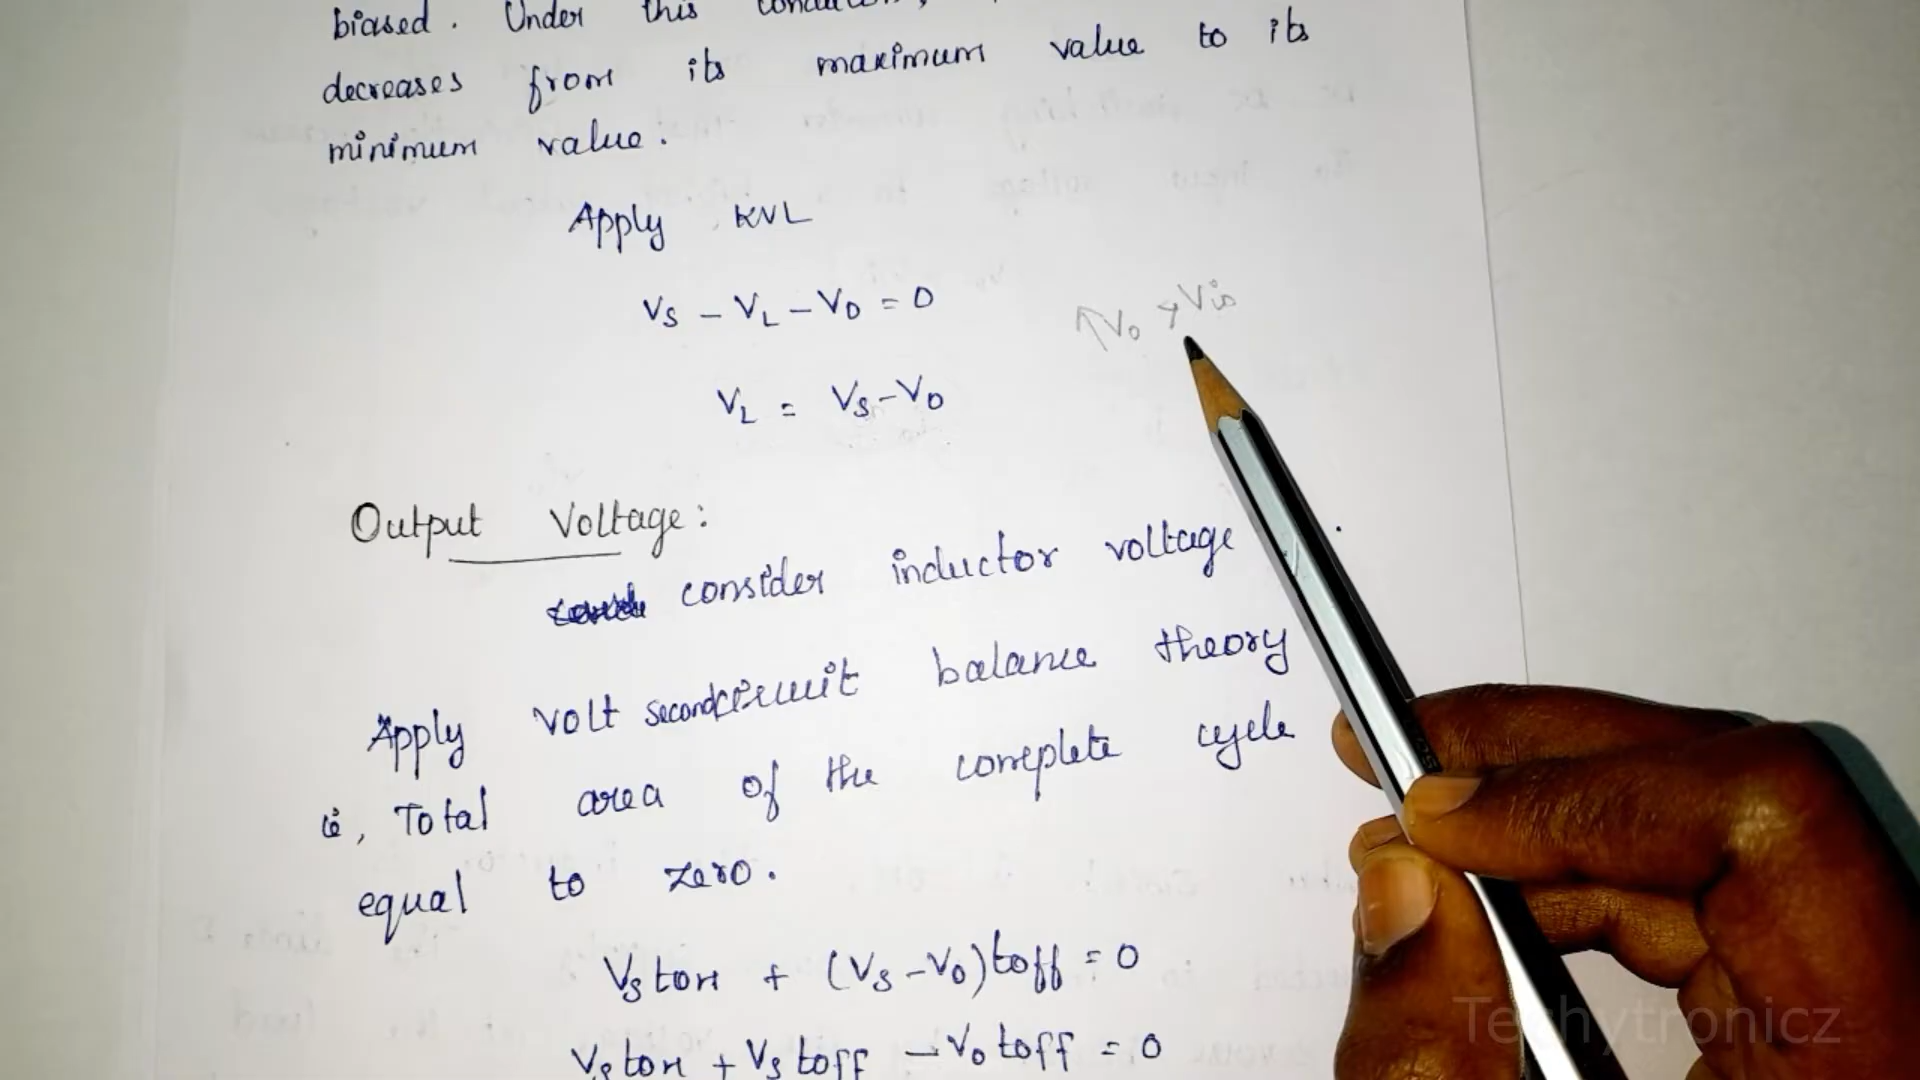 biased. Under this
decreases from its maximum value to its
minimum value.
Apply KVL
Vs - VL - V0 = 0
↑V0 > Vin
VL = Vs - V0
Output Voltage:
consider inductor voltage
Apply volt second circuit balance theory
ie, Total area of the complete cycle
equal to zero.
Vs ton + (Vs - V0) toff = 0
Vs ton + Vs toff - V0 toff = 0
Techytronicz